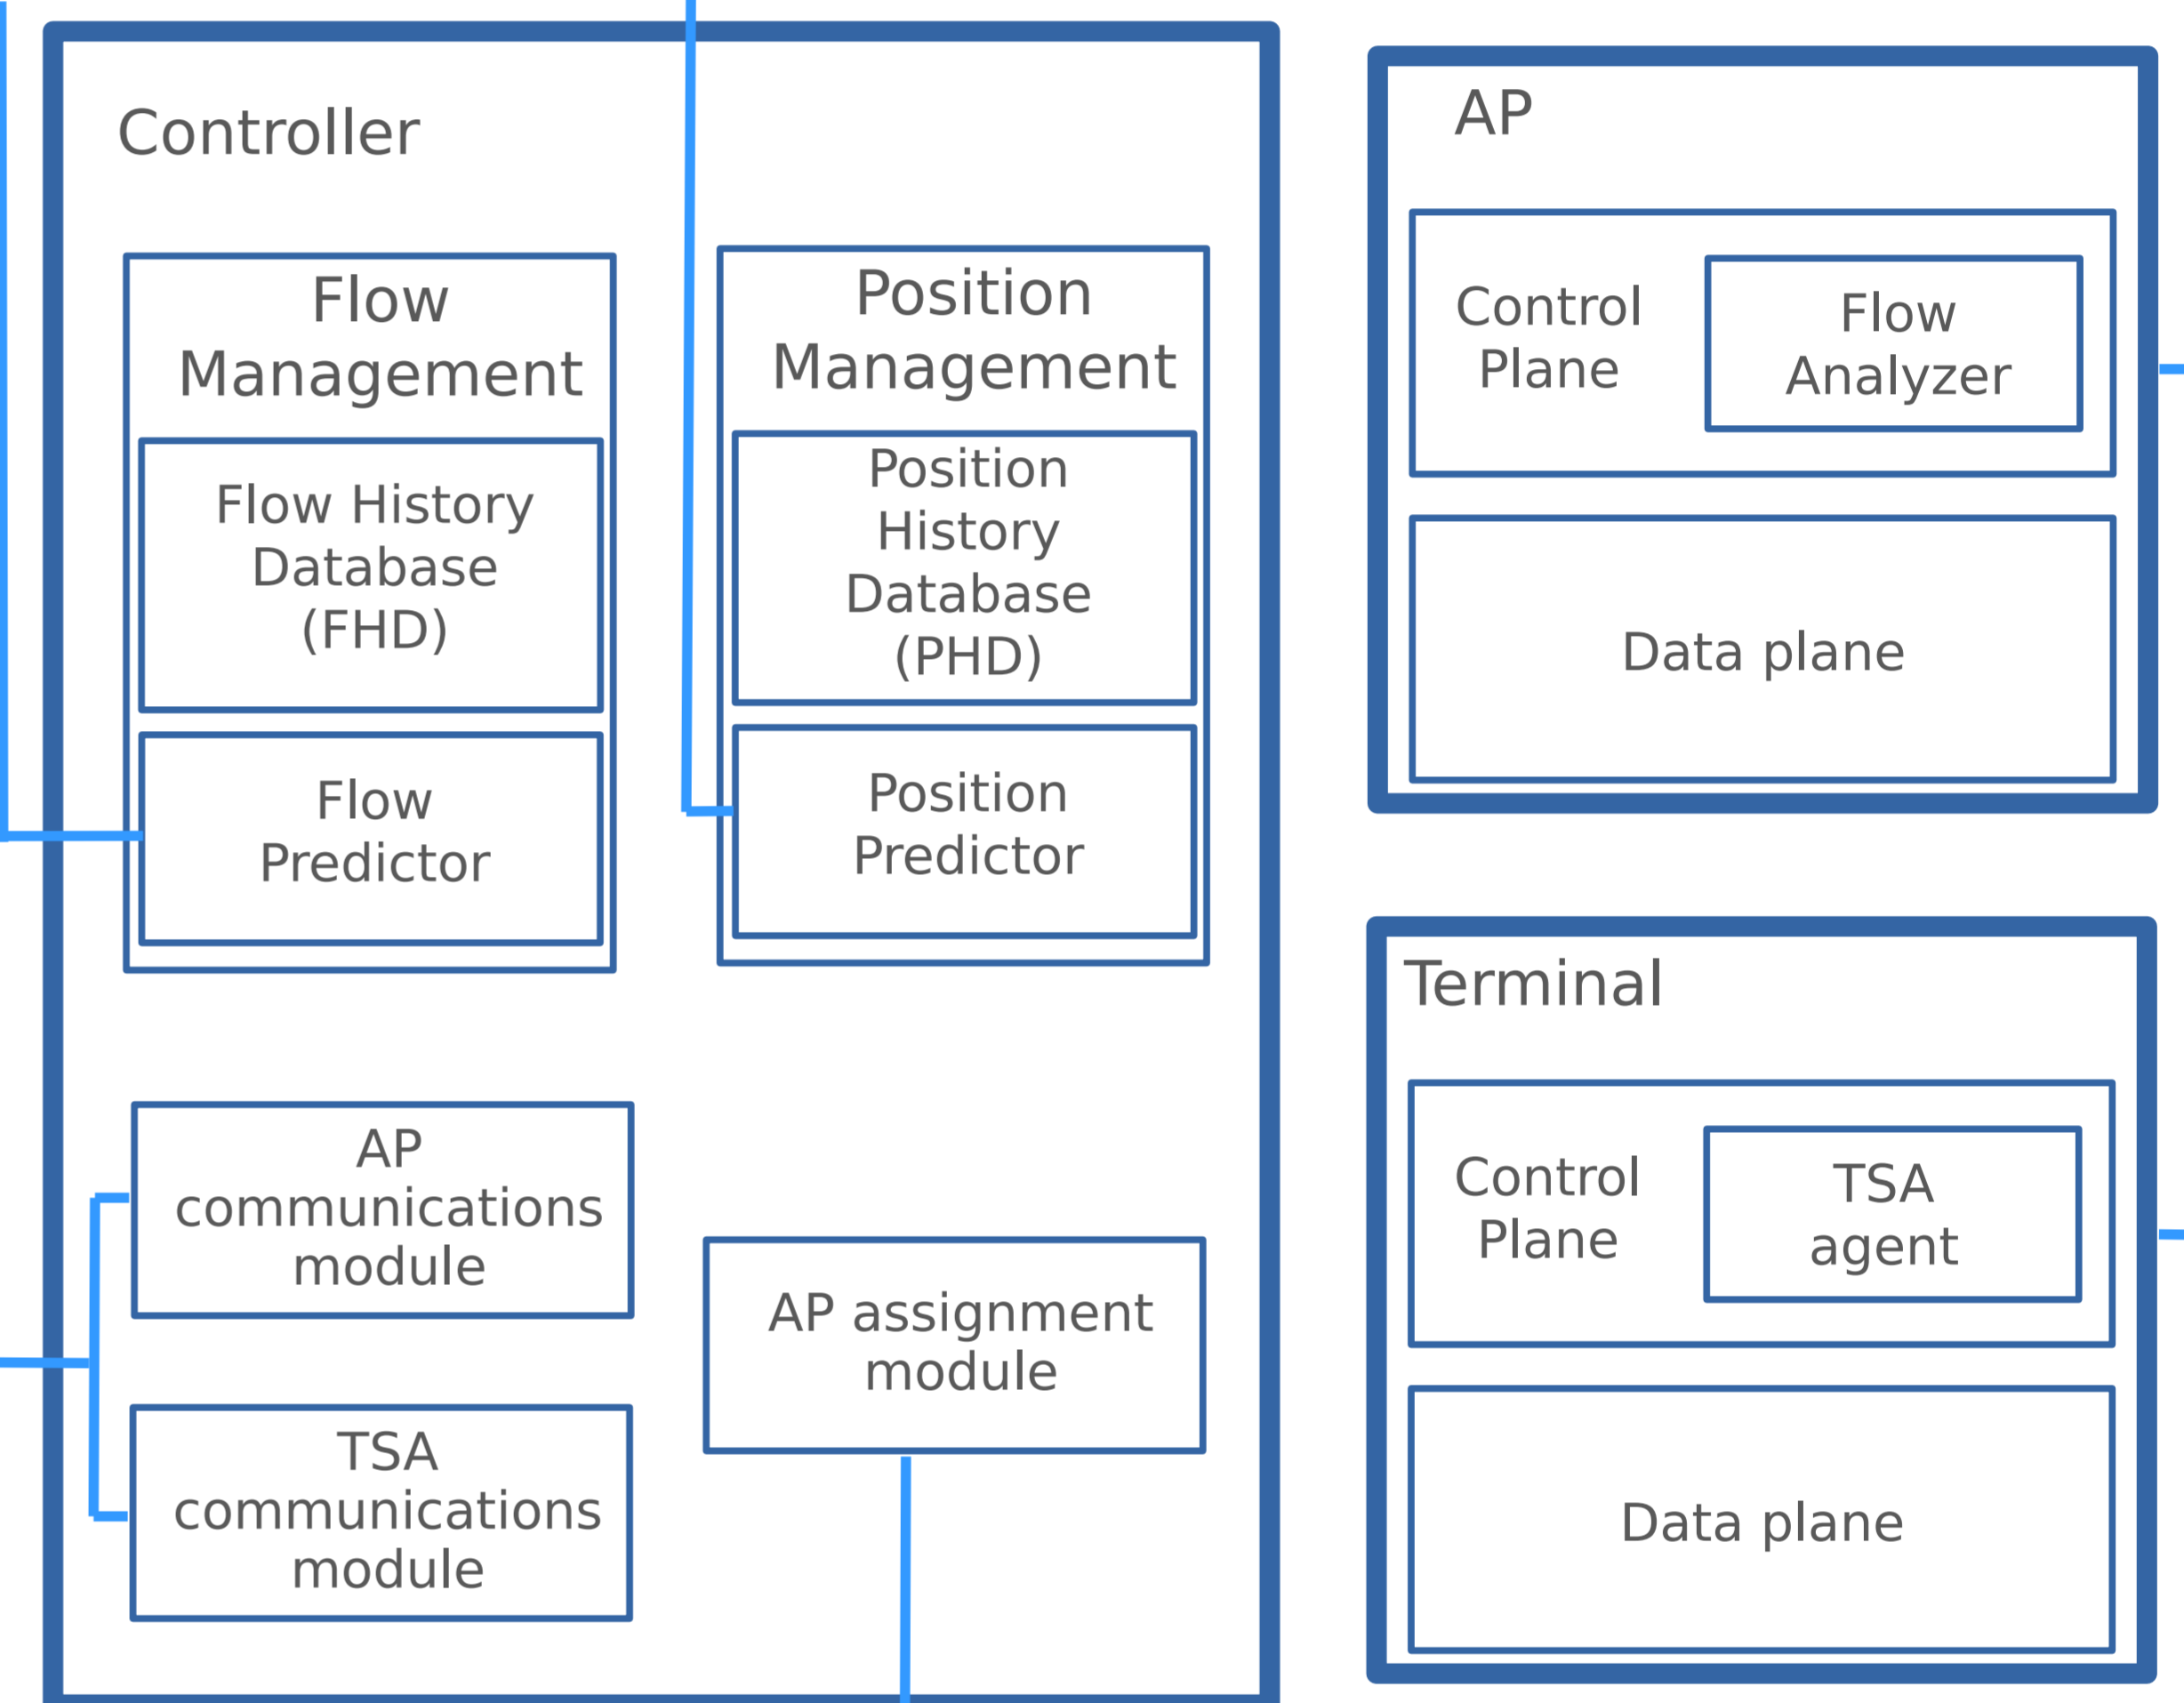 Controller
Flow
Management
Flow History
Database
(FHD)
Flow
Predictor
Position
Management
Position
History
Database
(PHD)
Position
Predictor
AP
communications
module
TSA
communications
module
AP assignment
module
AP
Control
Plane
Flow
Analyzer
Data plane
Terminal
Control
Plane
TSA
agent
Data plane